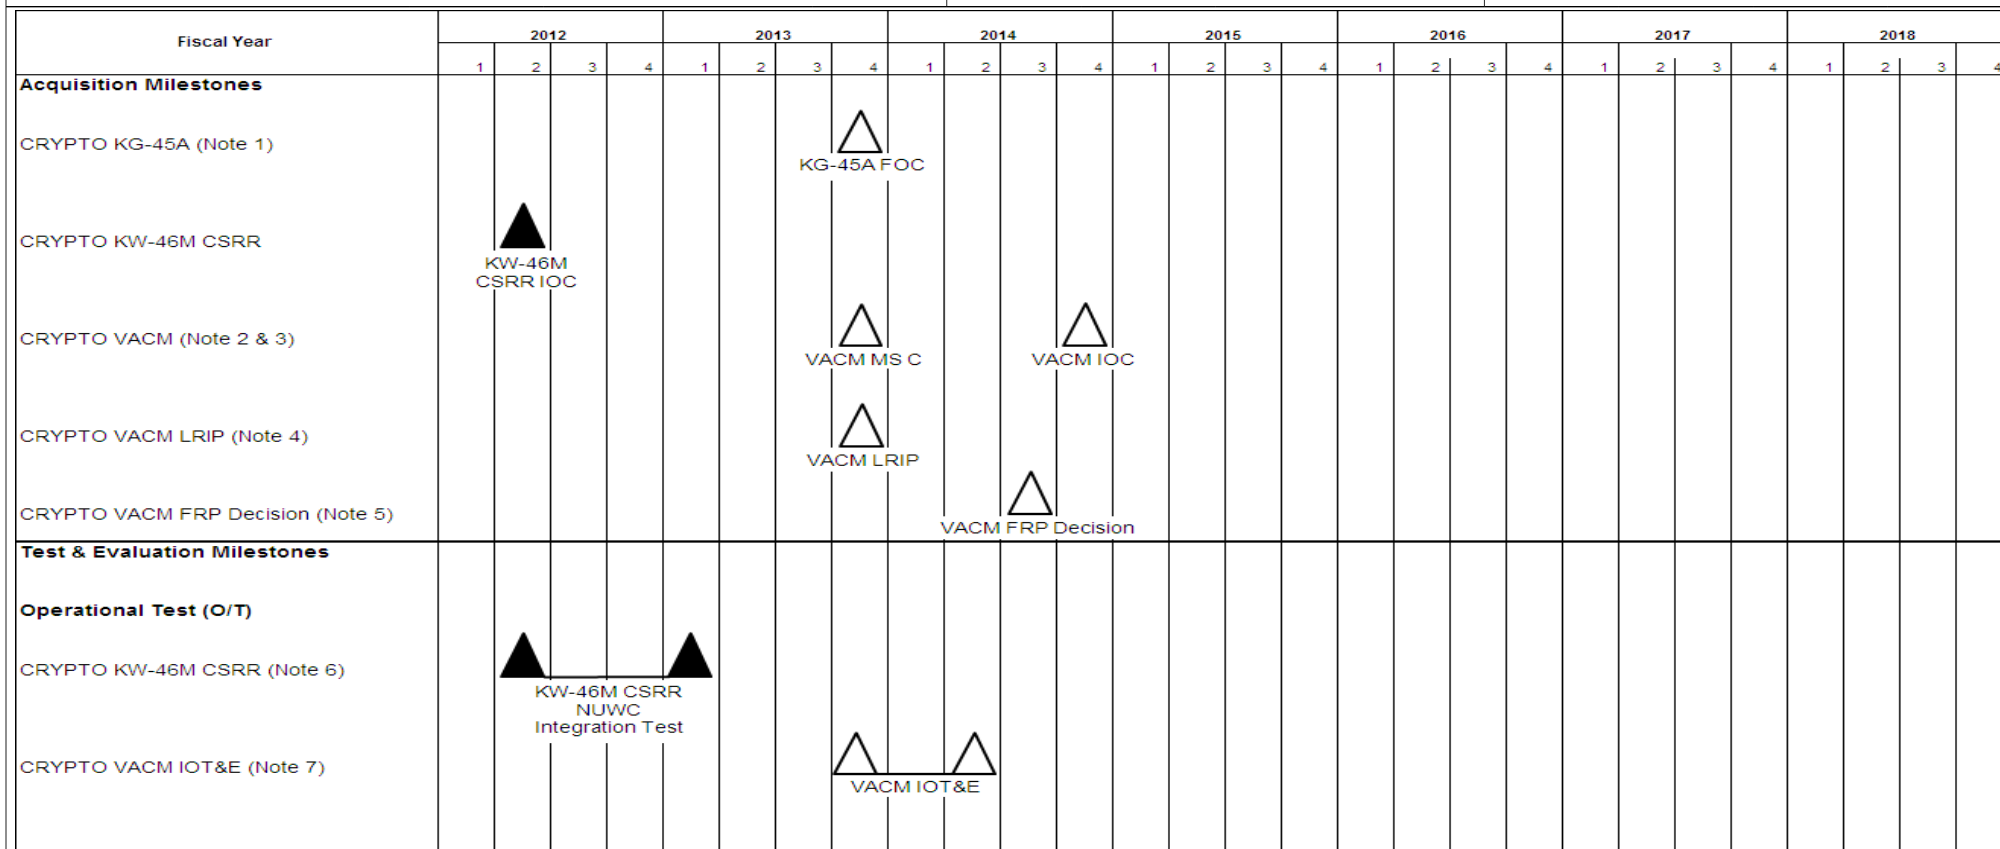 Fiscal Year
2012 2013 2014 2015 2016 2017 2018
1 2 3 4 1 2 3 4 1 2 3 4 1 2 3 4 1 2 3 4 1 2 3 4 1 2 3 4
Acquisition Milestones
CRYPTO KG-45A (Note 1)
KG-45A FOC
CRYPTO KW-46M CSRR
KW-46M
CSRR IOC
CRYPTO VACM (Note 2 & 3)
VACM MS C VACM IOC
CRYPTO VACM LRIP (Note 4)
VACM LRIP
CRYPTO VACM FRP Decision (Note 5)
VACM FRP Decision
Test & Evaluation Milestones
Operational Test (O/T)
CRYPTO KW-46M CSRR (Note 6)
KW-46M CSRR
NUWC
Integration Test
CRYPTO VACM IOT&E (Note 7)
VACM IOT&E